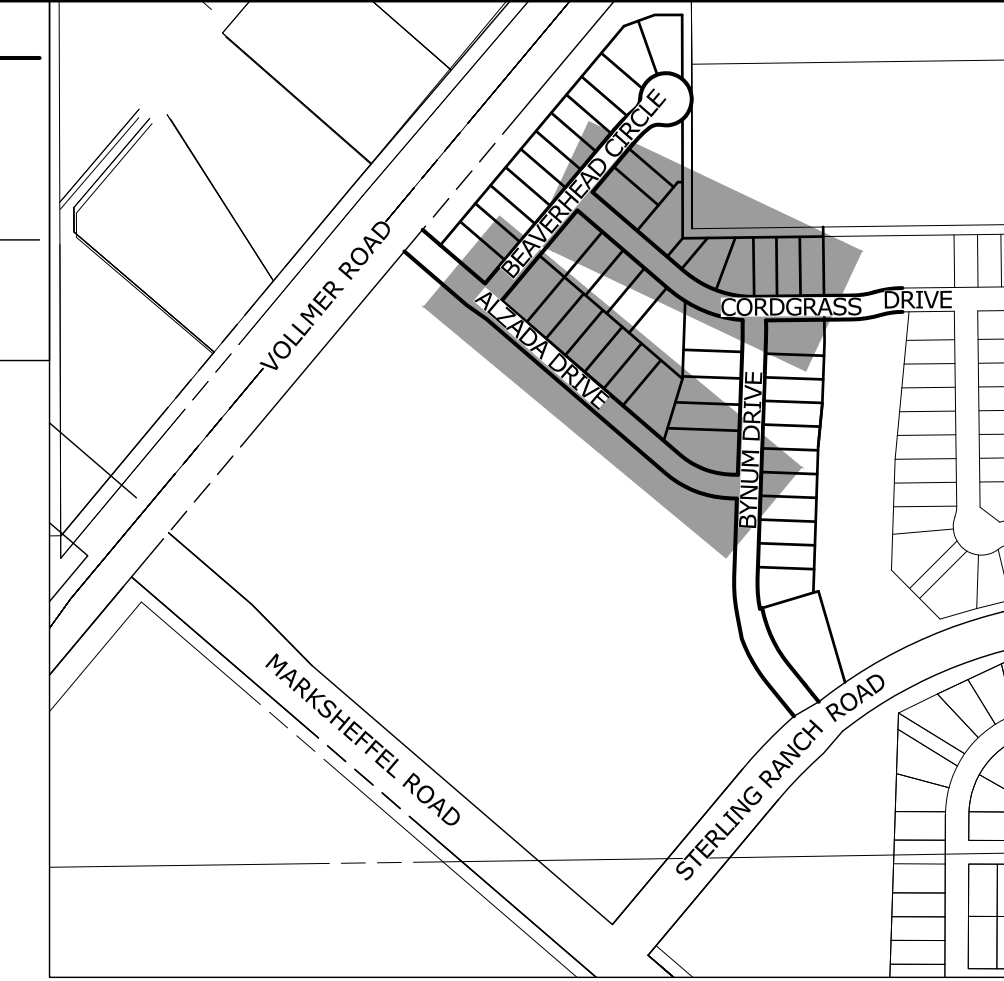 BEAVERHEAD CIRCLE
VOLLMER ROAD
ALZADA DRIVE
CORDGRASS DRIVE
BYNUM DRIVE
MARKSHEFFEL ROAD
STERLING RANCH ROAD